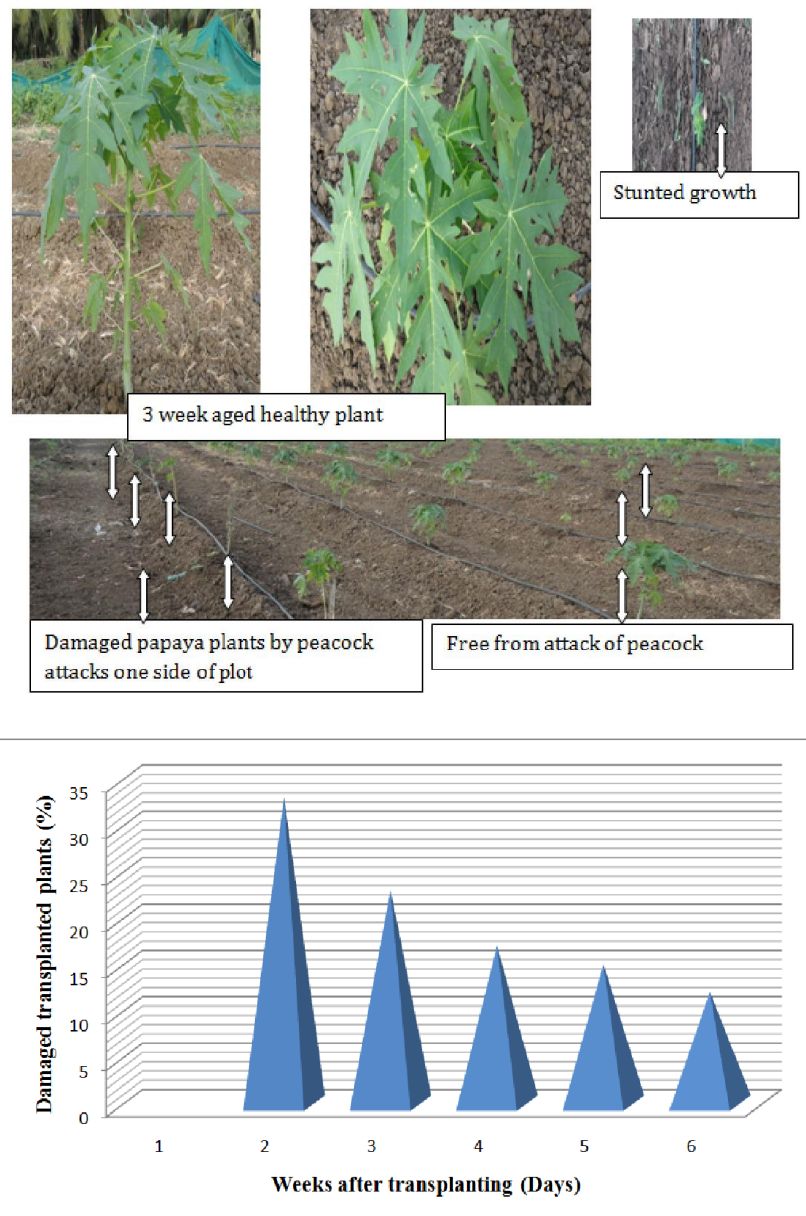 Stunted growth
3 week aged healthy plant
Damaged papaya plants by peacock
attacks one side of plot
Free from attack of peacock
Damaged transplanted plants (%)
35
30
25
20
15
10
5
0
1 2 3 4 5 6
Weeks after transplanting (Days)